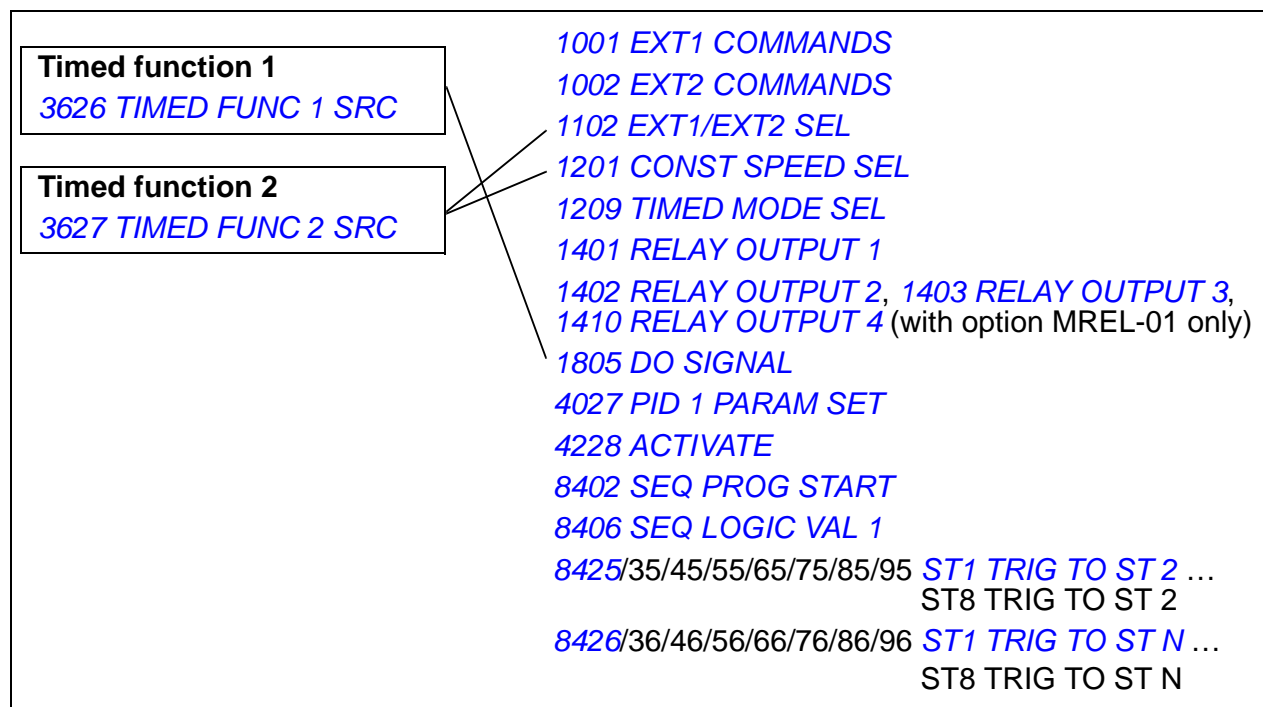 Timed function 1
3626 TIMED FUNC 1 SRC
Timed function 2
3627 TIMED FUNC 2 SRC
1001 EXT1 COMMANDS
1002 EXT2 COMMANDS
1102 EXT1/EXT2 SEL
1201 CONST SPEED SEL
1209 TIMED MODE SEL
1401 RELAY OUTPUT 1
1402 RELAY OUTPUT 2, 1403 RELAY OUTPUT 3,
1410 RELAY OUTPUT 4 (with option MREL-01 only)
1805 DO SIGNAL
4027 PID 1 PARAM SET
4228 ACTIVATE
8402 SEQ PROG START
8406 SEQ LOGIC VAL 1
8425/35/45/55/65/75/85/95 ST1 TRIG TO ST 2 …
ST8 TRIG TO ST 2
8426/36/46/56/66/76/86/96 ST1 TRIG TO ST N …
ST8 TRIG TO ST N